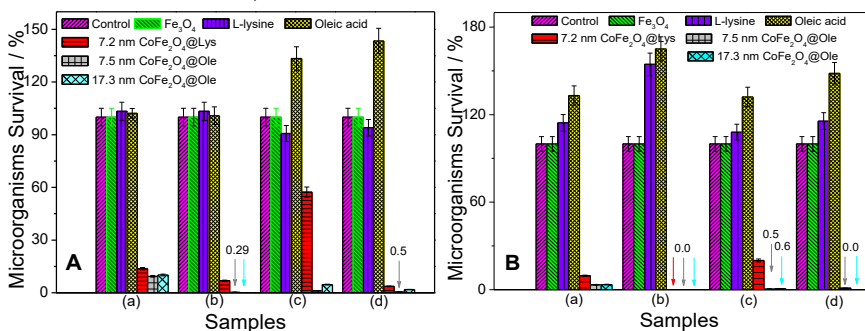 Control
Fe₃O₄
L-lysine
Oleic acid
7.2 nm CoFe₂O₄@Lys
7.5 nm CoFe₂O₄@Ole
17.3 nm CoFe₂O₄@Ole
Microorganisms Survival / %
150
120
90
60
30
0
0.29
0.5
A
(a) (b) (c) (d)
Samples
Control
Fe₃O₄
L-lysine
Oleic acid
7.2 nm CoFe₂O₄@Lys
7.5 nm CoFe₂O₄@Ole
17.3 nm CoFe₂O₄@Ole
Microorganisms Survival / %
180
120
60
0
0.0
0.5
0.6
0.0
B
(a) (b) (c) (d)
Samples